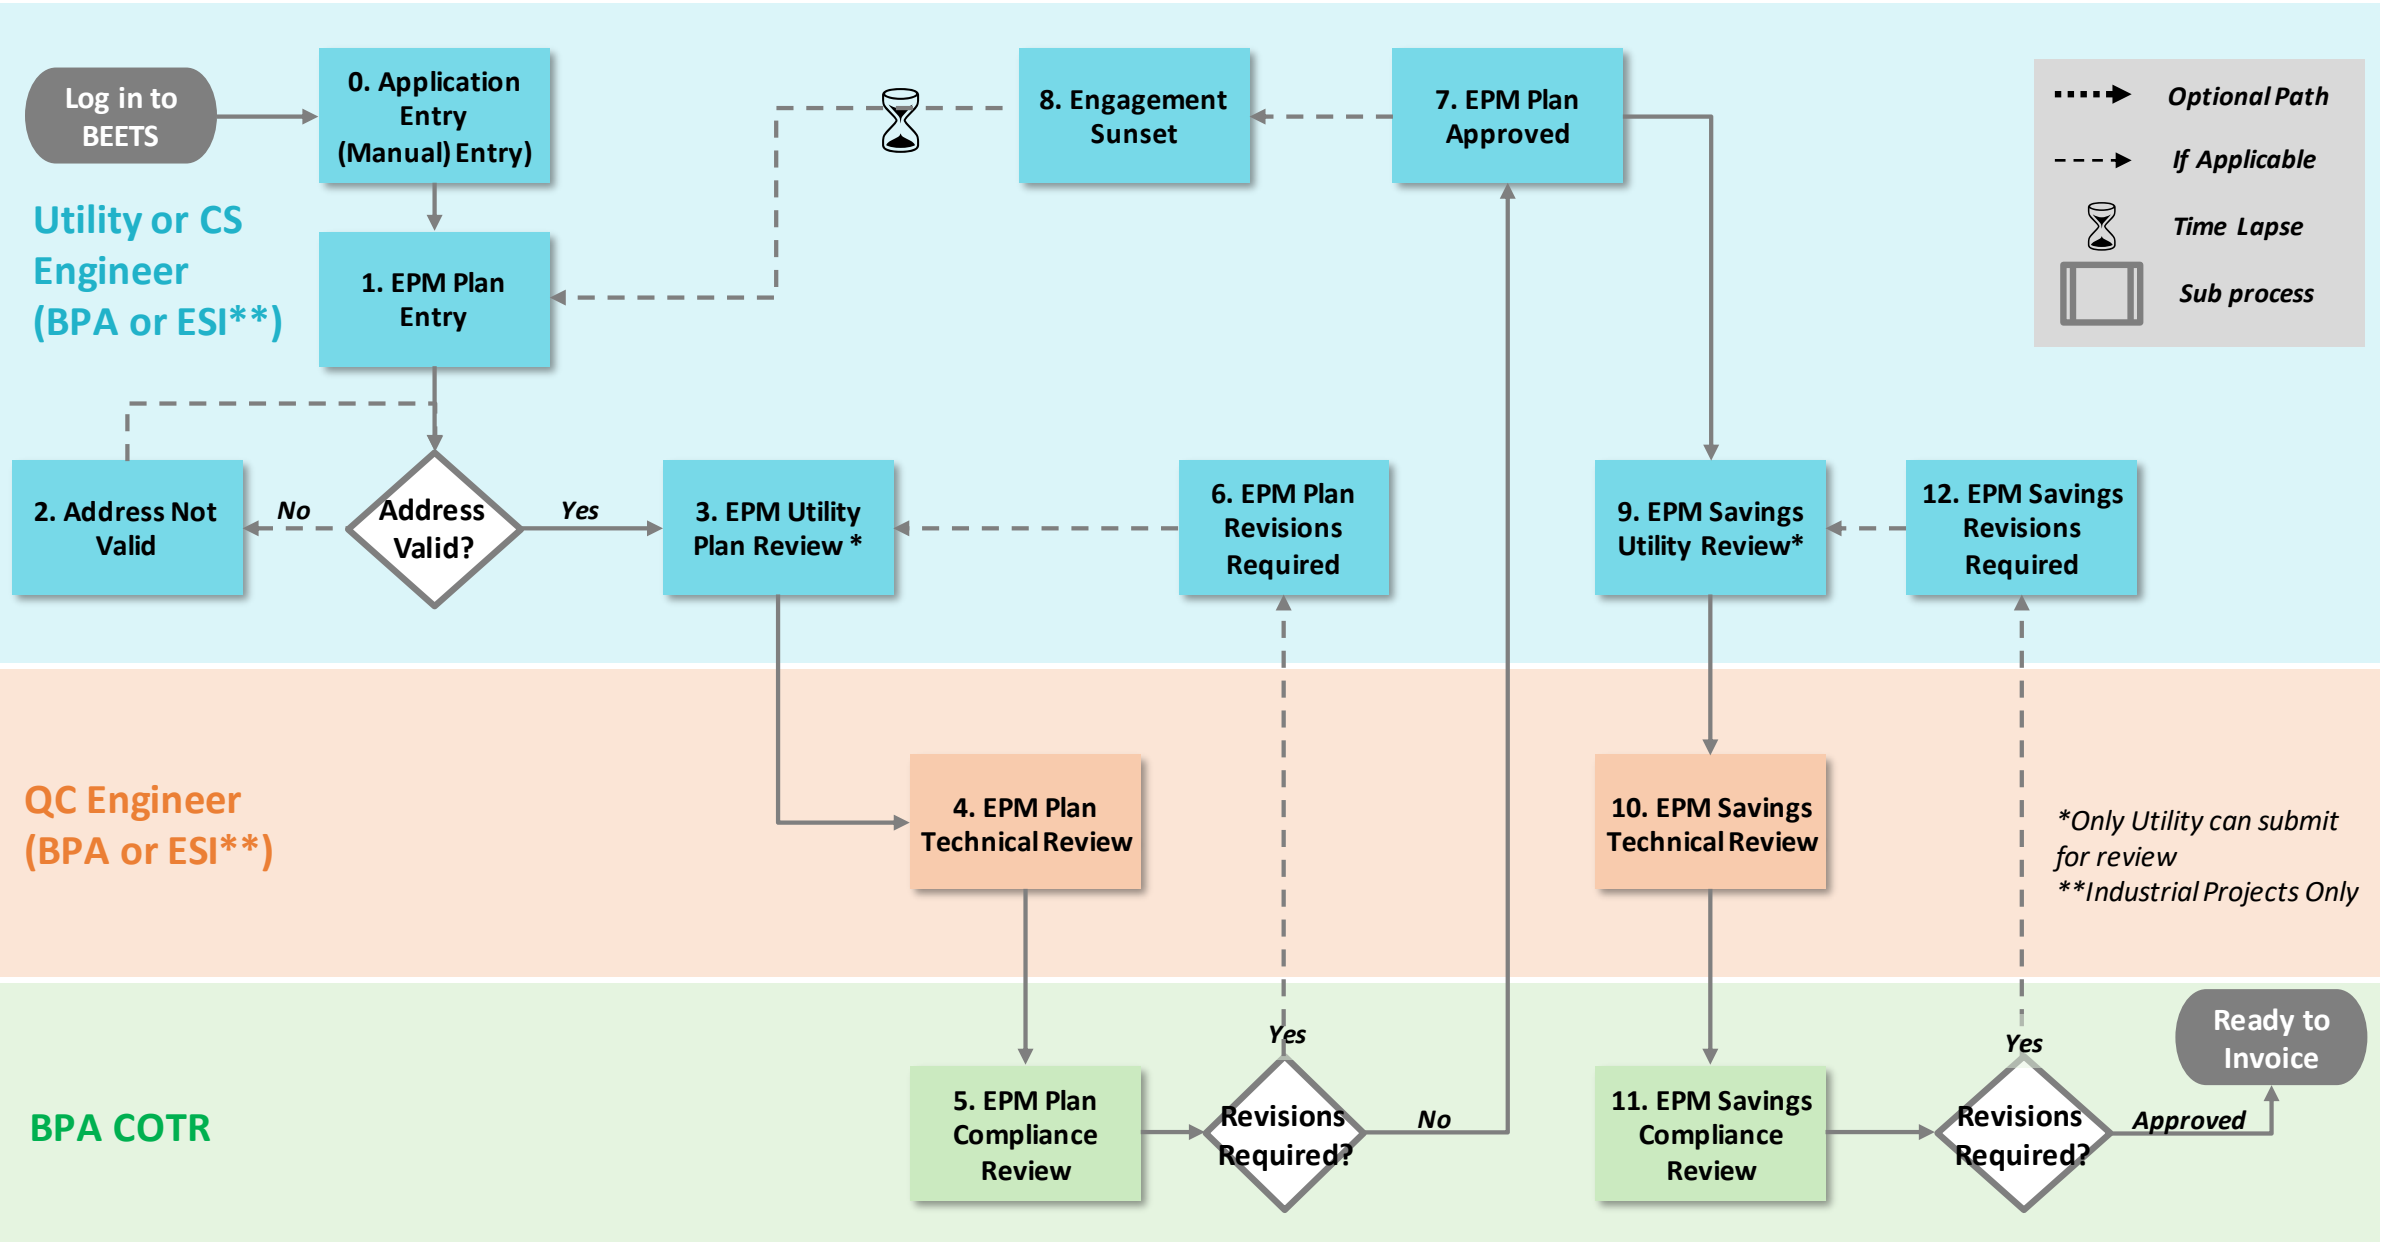 Log in to
BEETS
0. Application
Entry
(Manual) Entry)
8. Engagement
Sunset
7. EPM Plan
Approved
Optional Path
If Applicable
Time Lapse
Sub process
Utility or CS
Engineer
(BPA or ESI**)
1. EPM Plan
Entry
2. Address Not
Valid
No
Address
Valid?
Yes
3. EPM Utility
Plan Review *
6. EPM Plan
Revisions
Required
9. EPM Savings
Utility Review*
12. EPM Savings
Revisions
Required
QC Engineer
(BPA or ESI**)
4. EPM Plan
Technical Review
10. EPM Savings
Technical Review
*Only Utility can submit
for review
**Industrial Projects Only
BPA COTR
5. EPM Plan
Compliance
Review
Yes
Revisions
Required?
No
11. EPM Savings
Compliance
Review
Yes
Revisions
Required?
Approved
Ready to
Invoice